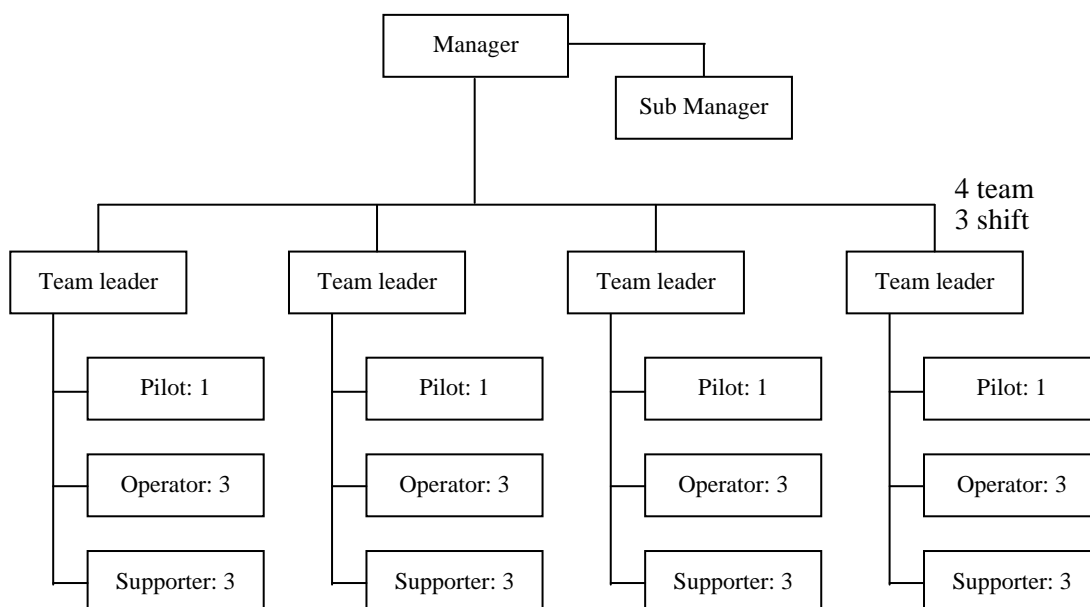 Manager
Sub Manager
4 team
3 shift
Team leader
Team leader
Team leader
Team leader
Pilot: 1
Pilot: 1
Pilot: 1
Pilot: 1
Operator: 3
Operator: 3
Operator: 3
Operator: 3
Supporter: 3
Supporter: 3
Supporter: 3
Supporter: 3